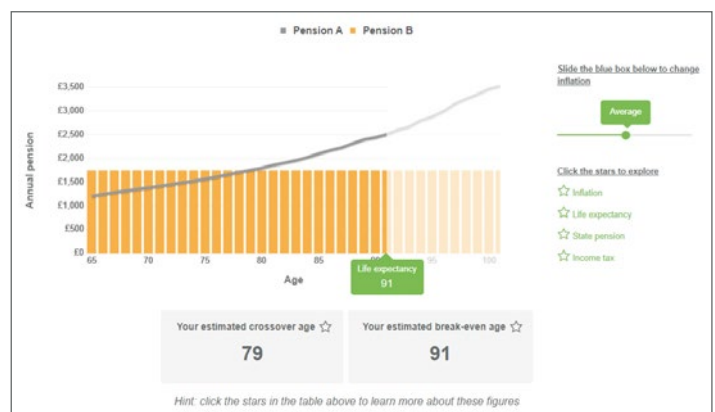 Pension A Pension B
Slide the blue box below to change
inflation
Average
Click the stars to explore
Inflation
Life expectancy
State pension
Income tax
Annual pension
£3,500
£3,000
£2,500
£2,000
£1,500
£1,000
£500
£0
65 70 75 80 85 95 100
Age
Life expectancy
91
Your estimated crossover age
79
Your estimated break-even age
91
Hint: click the stars in the table above to learn more about these figures